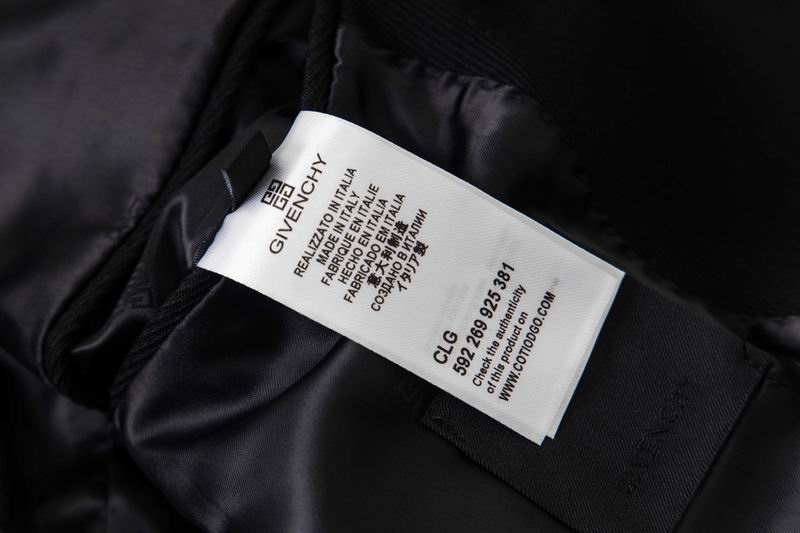 GIVENCHY
REALIZZATO IN ITALIA
MADE IN ITALY
FABRIQUE EN ITALIE
HECHO EN ITALIA
FABRICADO EM ITALIA
意大利制造
СОЗДАНО В ИТАЛИИ
イタリア製
CLG
592 269 925 381
Check the authenticity
of this product on
WWW.COTIODGO.COM
GIVENCHY